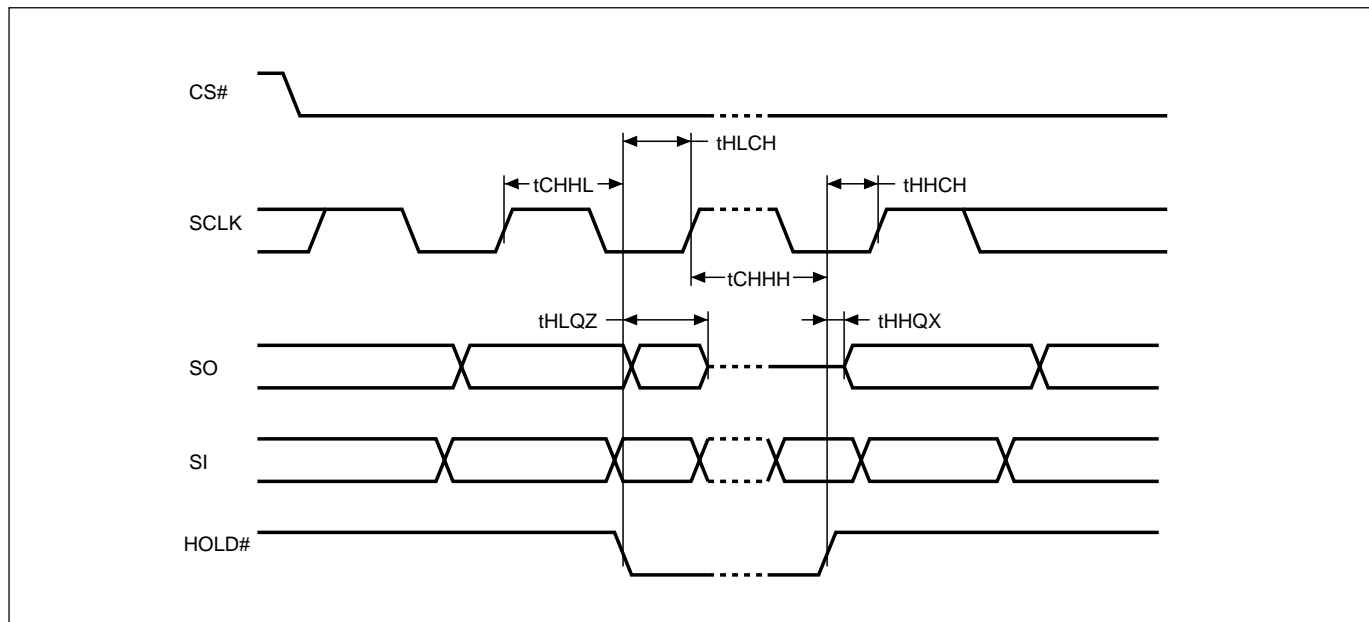 CS#
tHLCH
tCHHL
tHHCH
SCLK
tCHHH
tHLQZ
tHHQX
SO
SI
HOLD#